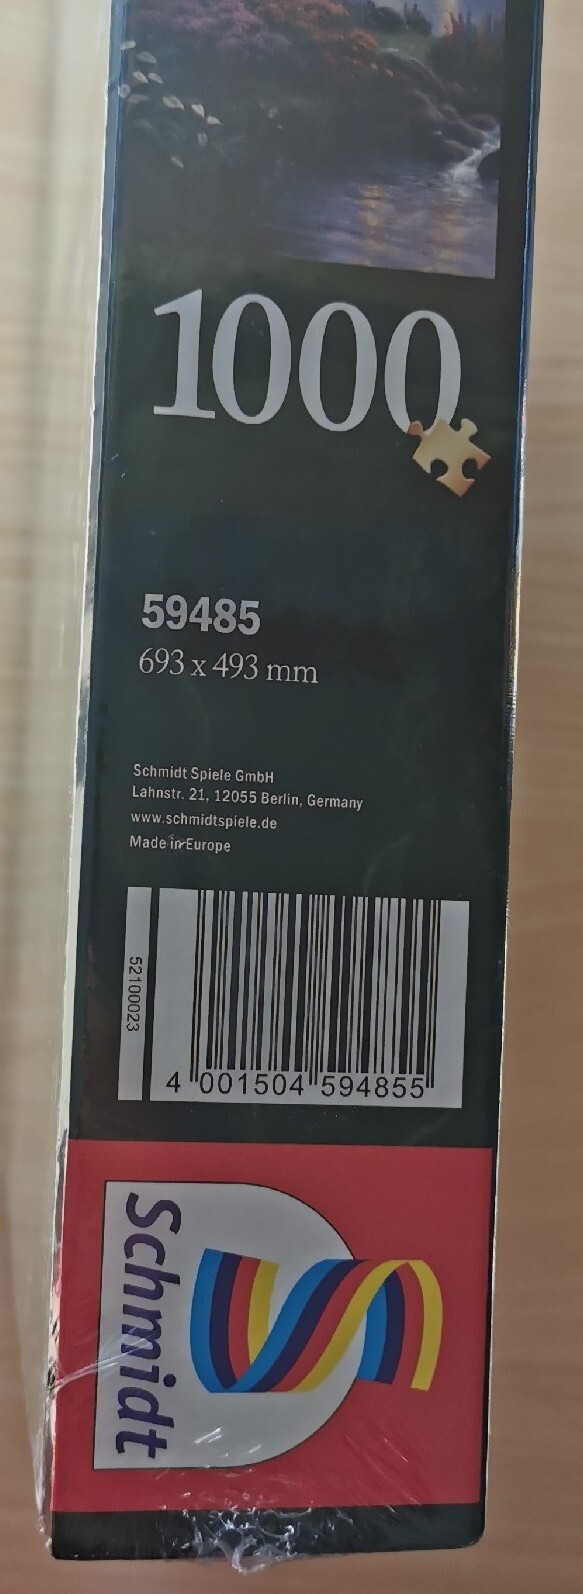 1000
59485
693 x 493 mm
Schmidt Spiele GmbH
Lahnstr. 21, 12055 Berlin, Germany
www.schmidtspiele.de
Made in Europe
52100023
4 001504 594855
Schmidt